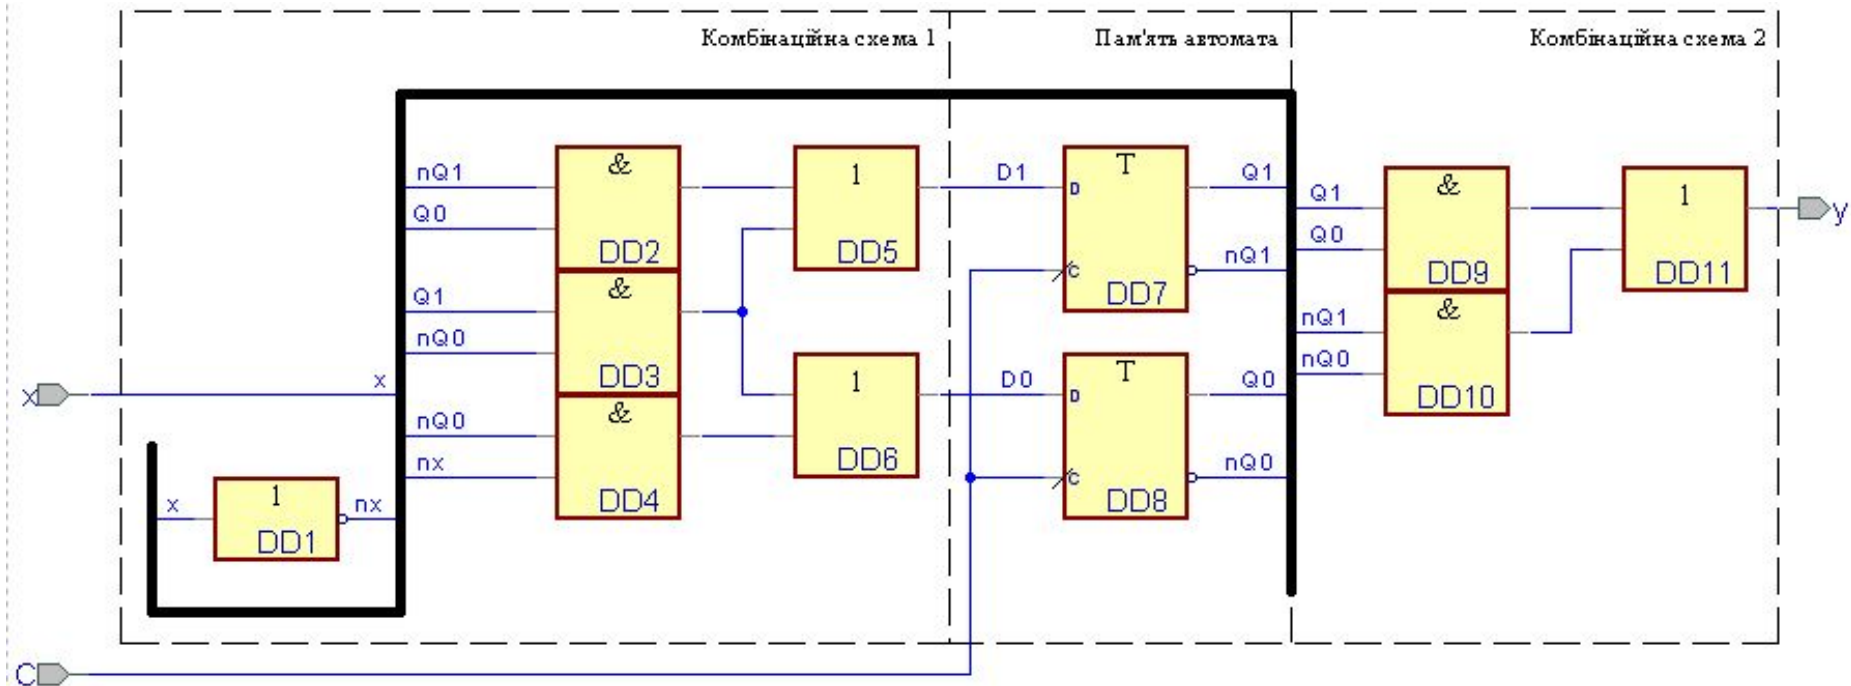 Комбінаційна схема 1
Пам'ять автомата
Комбінаційна схема 2
nQ1
&
1
D1
T
D
Q1
Q0
DD2
DD5
nQ1
C
DD7
Q1
&
1
Q0
DD9
DD11
y
Q1
&
nQ0
DD3
nQ1
&
nQ0
DD10
x
x
1
D0
T
D
Q0
nQ0
&
nx
DD4
DD6
nQ0
C
DD8
x
1
nx
DD1
C